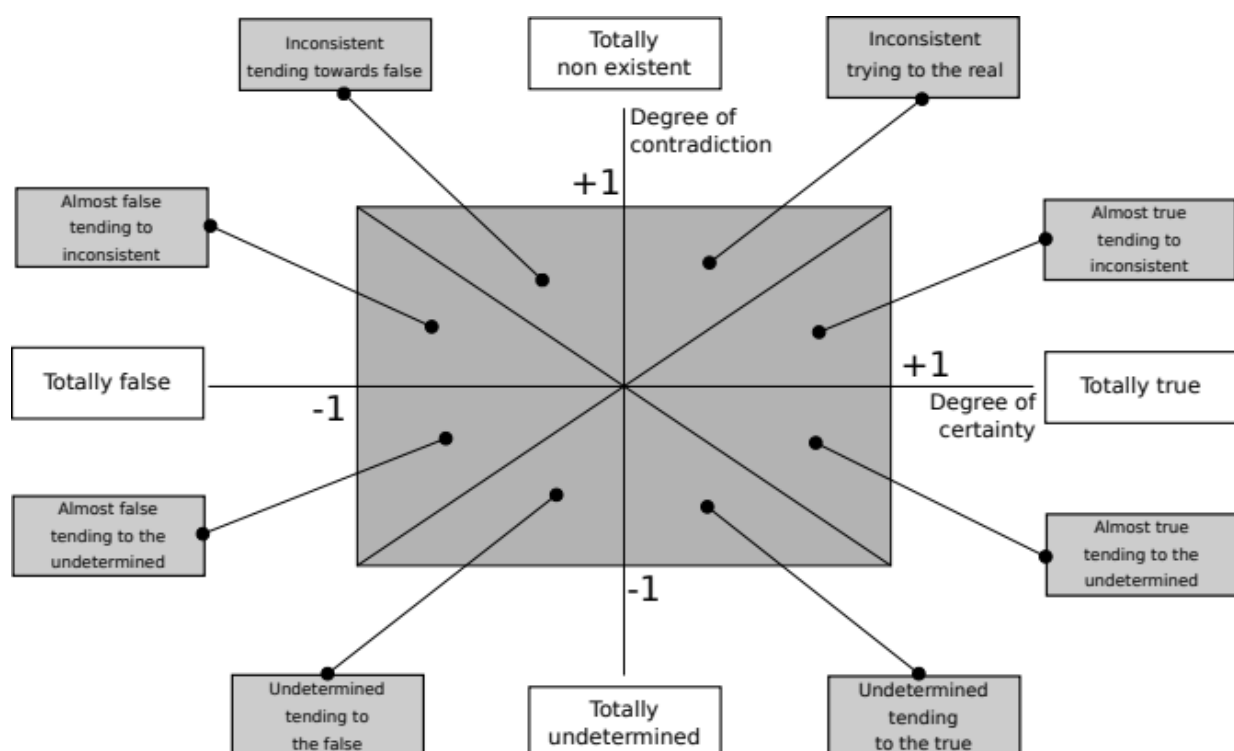 Inconsistent
tending towards false
Totally
non existent
Inconsistent
trying to the real
Degree of
contradiction
+1
Almost false
tending to
inconsistent
Almost true
tending to
inconsistent
Totally false
-1
+1
Degree of
certainty
Totally true
Almost false
tending to the
undetermined
Almost true
tending to the
undetermined
-1
Undetermined
tending to
the false
Totally
undetermined
Undetermined
tending
to the true